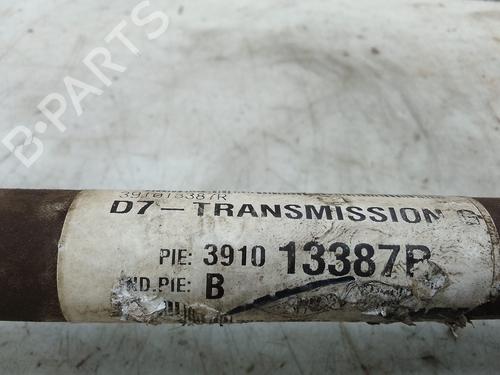 B-PARTS
391013387R
D7-TRANSMISSION
PIE: 3910 13387R
IND.PIE: B